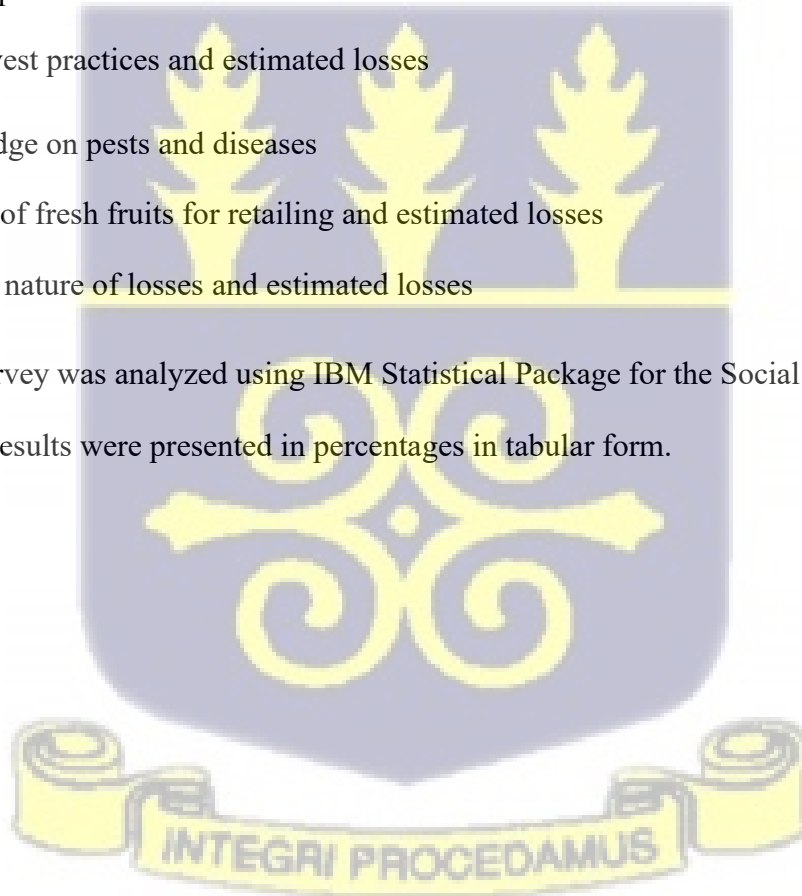 vest practices and estimated losses
dge on pests and diseases
of fresh fruits for retailing and estimated losses
nature of losses and estimated losses
rvey was analyzed using IBM Statistical Package for the Social
esults were presented in percentages in tabular form.
INTEGRI PROCEDAMUS